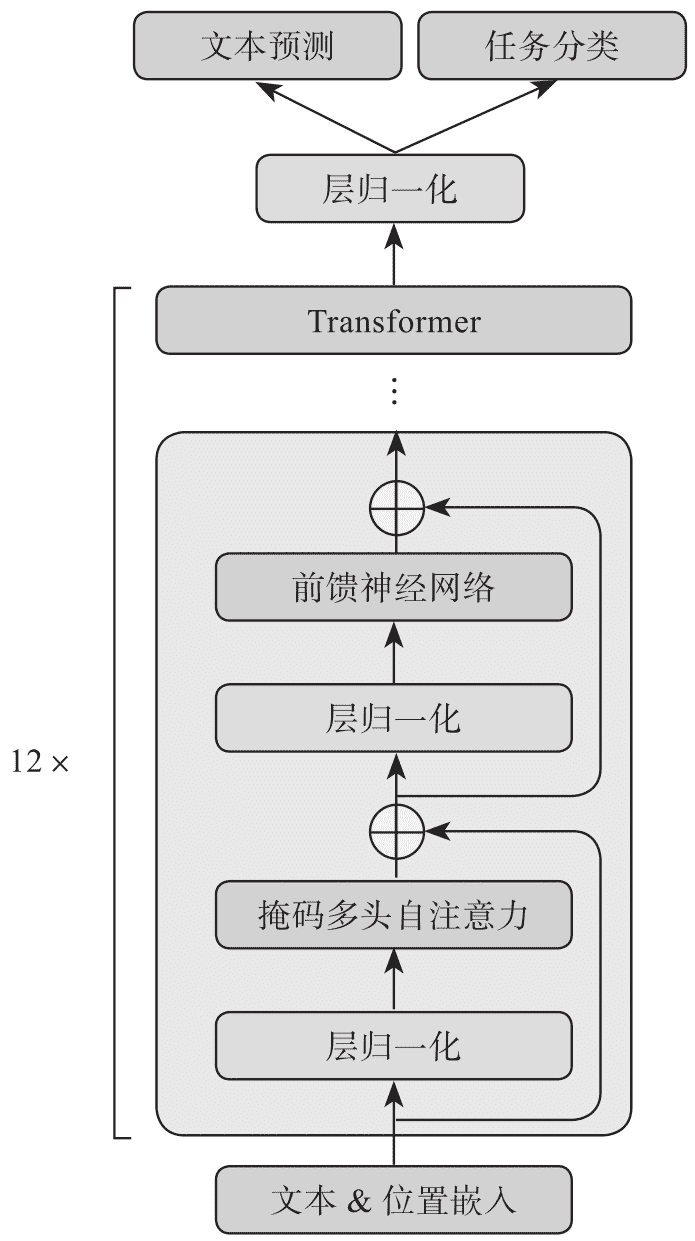 文本预测
任务分类
层归一化
Transformer
⋮
前馈神经网络
层归一化
12 ×
掩码多头自注意力
层归一化
文本 & 位置嵌入